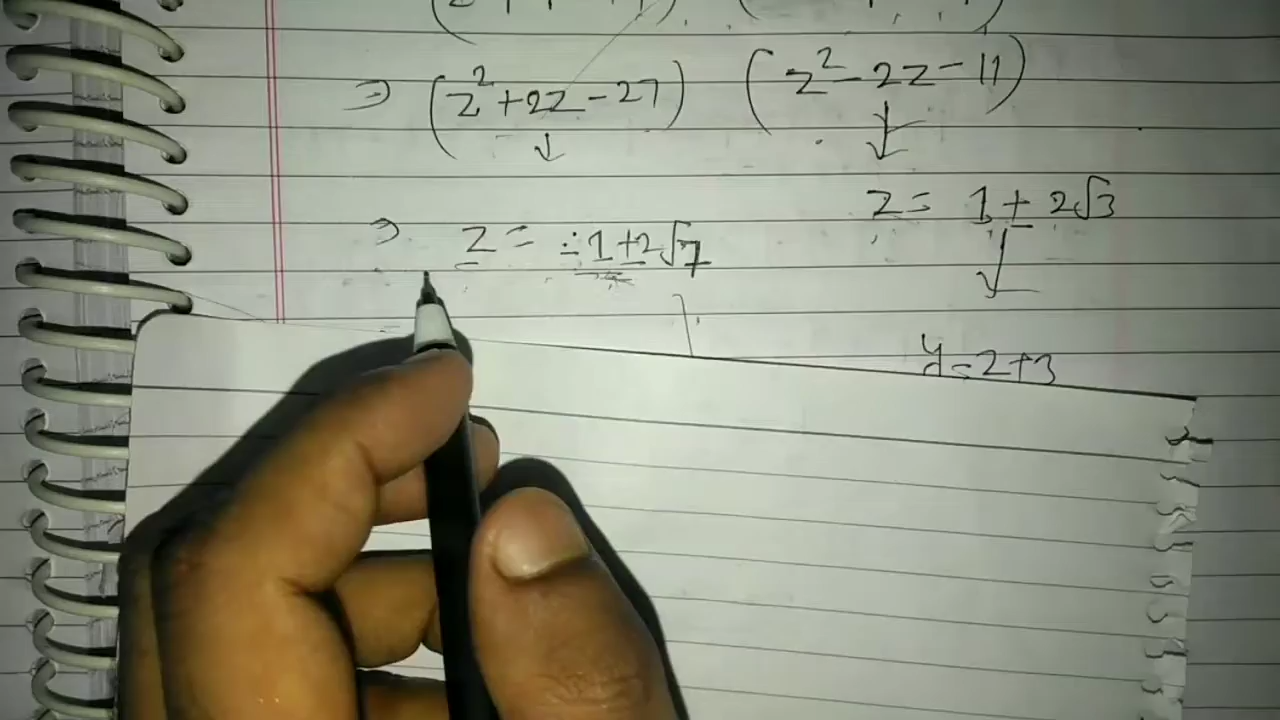 ⇒ (z² + 2z - 27) (z² - 2z - 11)
↓ ↓
z = 1 ± 2√3
⇒ z = -1 ± 2√7
↓
y = 2+3